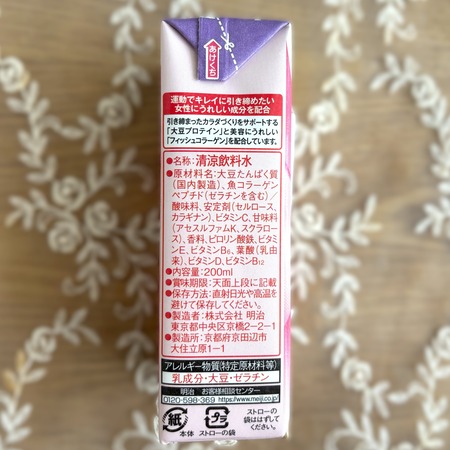 あけくち
運動でキレイに引き締めたい
女性にうれしい成分を配合
引き締まったカラダづくりをサポートする
「大豆プロテイン」と美容にうれしい
「フィッシュコラーゲン」を配合しています。
●名称:清涼飲料水
●原材料名:大豆たんぱく質
(国内製造)、魚コラーゲン
ペプチド(ゼラチンを含む)/
酸味料、安定剤(セルロース、
カラギナン)、ビタミンC、甘味料
(アセスルファムK、スクラロー
ス)、香料、ピロリン酸鉄、ビタミ
ンE、ビタミンB₆、葉酸(乳由
来)、ビタミンD、ビタミンB₁₂
●内容量:200ml
●賞味期限:天面上段に記載
●保存方法:直射日光や高温を
避けて保存してください。
●製造者:株式会社 明治
東京都中央区京橋2-2-1
●製造所:京都府京田辺市
大住立原1-1
アレルギー物質(特定原材料等)
乳成分・大豆・ゼラチン
明治 お客様相談センター
0120-598-369 https://www.meiji.co.jp/
紙 プラ ストローの
袋ははずして
ください。
本体 ストローの袋